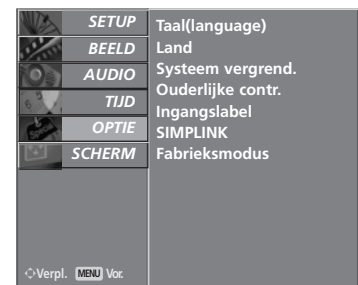 SETUP
BEELD
AUDIO
TIJD
OPTIE
SCHERM
Taal(language)
Land
Systeem vergrend.
Ouderlijke contr.
Ingangslabel
SIMPLINK
Fabrieksmodus
Verpl. MENU Vor.